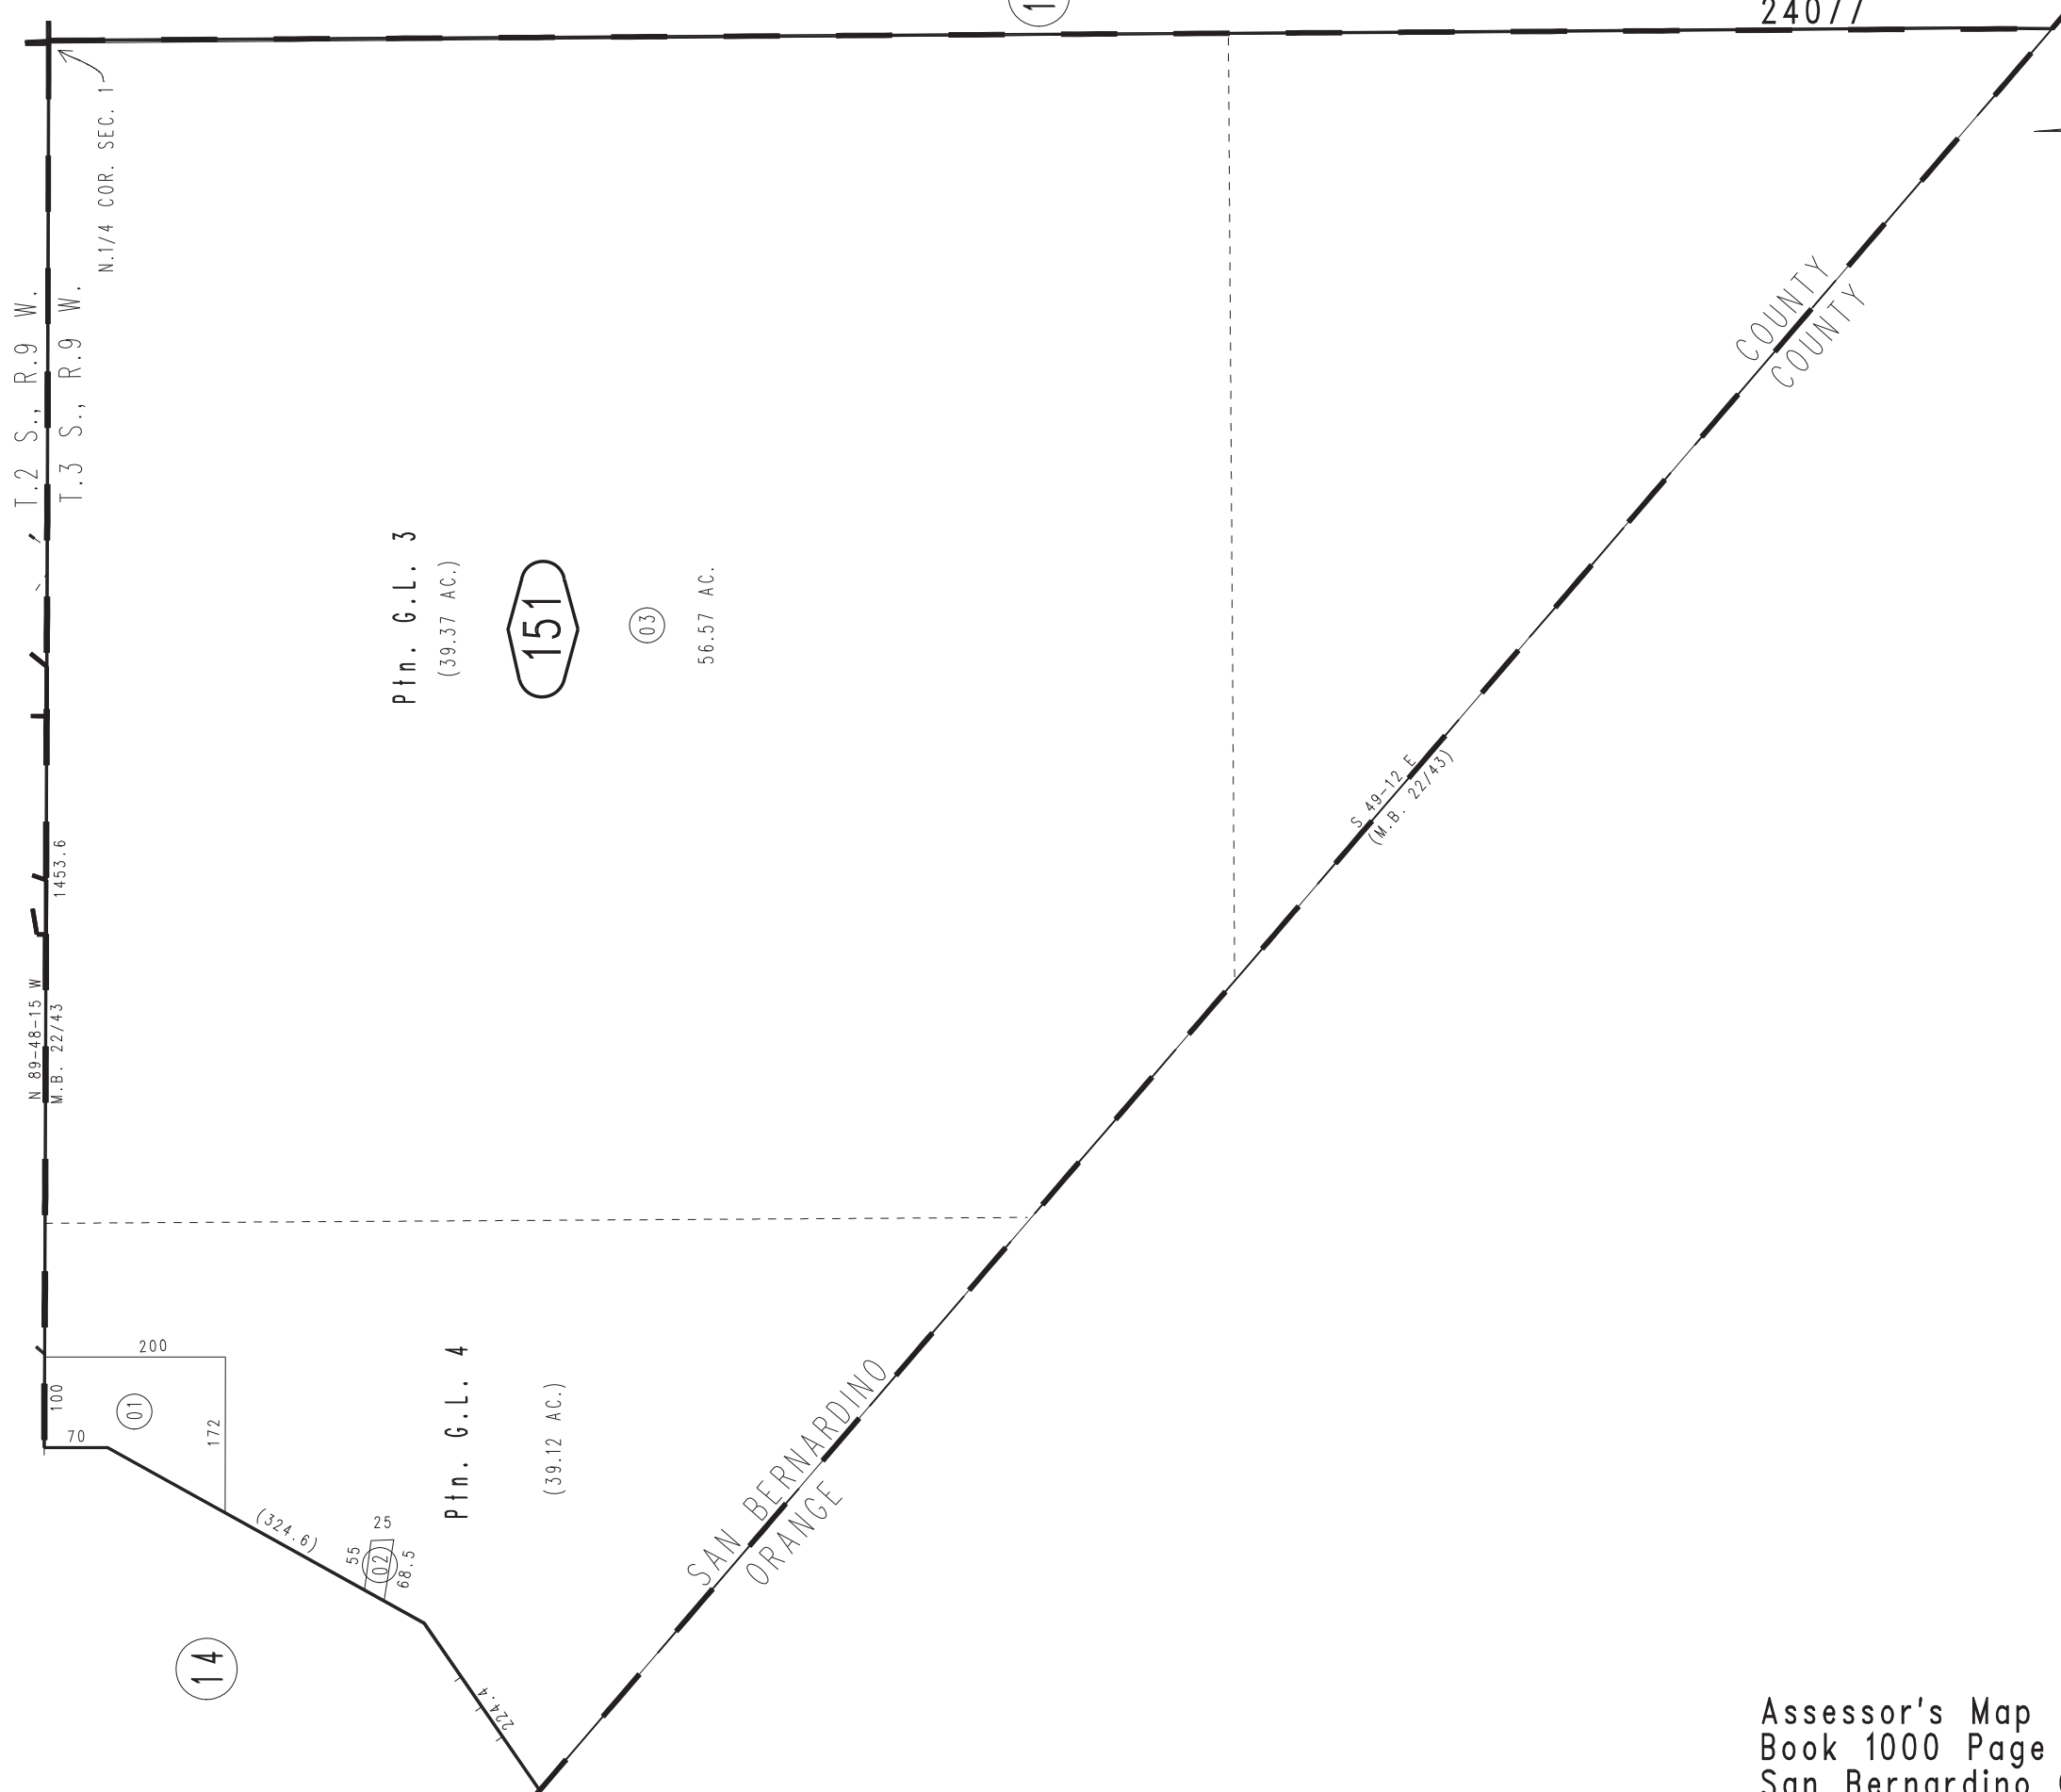 1
24077
N.1/4 COR. SEC. 1
T.2 S., R.9 W.
T.3 S., R.9 W.
COUNTY
COUNTY
Ptn. G.L. 3
(39.37 AC.)
151
03
56.57 AC.
S 49-12 E
(M.B. 22/43)
1453.6
N 89-48-15 W
M.B. 22/43
200
100
01
172
70
Ptn. G.L. 4
(39.12 AC.)
SAN BERNARDINO
ORANGE
(324.6)
25
55
02
68.5
14
224.4
Assessor's Map
Book 1000 Page
San Bernardino